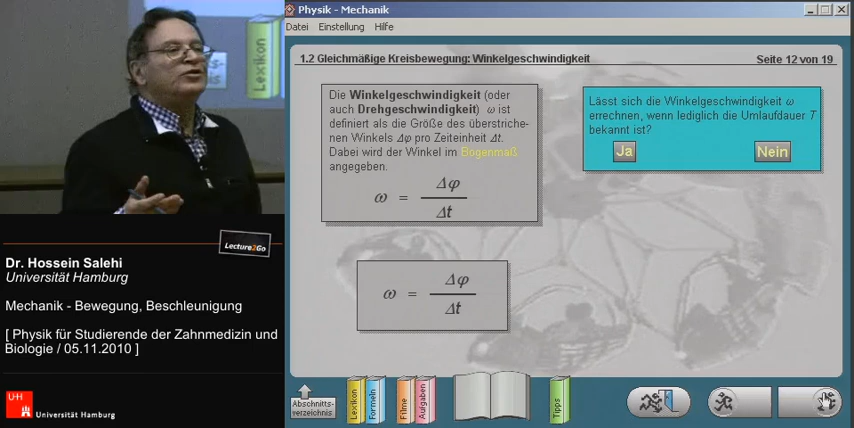 Physik - Mechanik
Datei Einstellung Hilfe
1.2 Gleichmäßige Kreisbewegung: Winkelgeschwindigkeit
Seite 12 von 19
Die Winkelgeschwindigkeit (oder
auch Drehgeschwindigkeit) ω ist
definiert als die Größe des überstriche-
nen Winkels Δφ pro Zeiteinheit Δt.
Dabei wird der Winkel im Bogenmaß
angegeben.
ω = Δφ / Δt
Lässt sich die Winkelgeschwindigkeit ω
errechnen, wenn lediglich die Umlaufdauer T
bekannt ist?
Ja Nein
ω = Δφ / Δt
Abschnitts-
verzeichnis
Lexikon
Formeln
Filme
Aufgaben
Tipps
Lexikon
Lecture2Go
Dr. Hossein Salehi
Universität Hamburg
Mechanik - Bewegung, Beschleunigung
[ Physik für Studierende der Zahnmedizin und
Biologie / 05.11.2010 ]
UH
Universität Hamburg